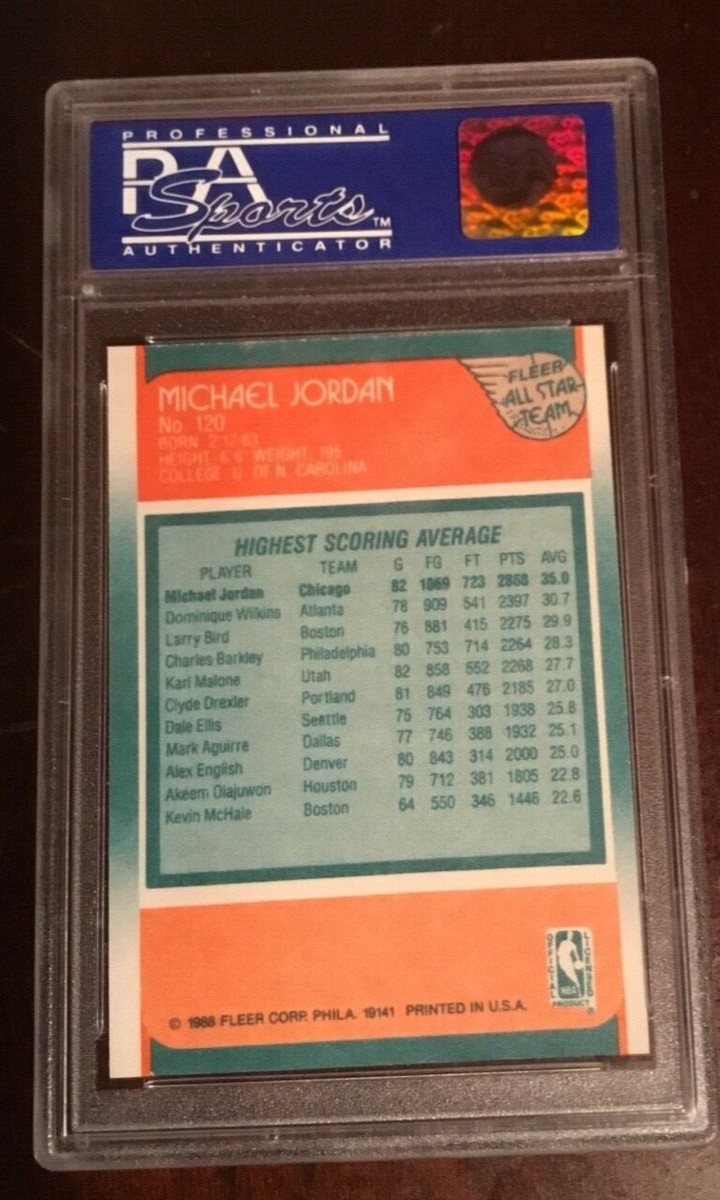 PROFESSIONAL
PSA
Sports™
AUTHENTICATOR
MICHAEL JORDAN
No 120
BORN 2 17 63
HEIGHT 6 6 WEIGHT 195
COLLEGE U OF N CAROLINA
FLEER
ALL STAR
TEAM
HIGHEST SCORING AVERAGE
PLAYER TEAM G FG FT PTS AVG
Michael Jordan Chicago 82 1069 723 2868 35.0
Dominique Wilkins Atlanta 78 909 541 2397 30.7
Larry Bird Boston 76 881 415 2275 29.9
Charles Barkley Philadelphia 80 753 714 2264 28.3
Karl Malone Utah 82 858 552 2268 27.7
Clyde Drexler Portland 81 849 476 2185 27.0
Dale Ellis Seattle 75 764 303 1938 25.8
Mark Aguirre Dallas 77 746 388 1932 25.1
Alex English Denver 80 843 314 2000 25.0
Akeem Olajuwon Houston 79 712 381 1805 22.8
Kevin McHale Boston 64 550 346 1446 22.6
OFFICIAL LICENSED
NBA
PRODUCT ®
© 1988 FLEER CORP. PHILA. 19141 PRINTED IN U.S.A.